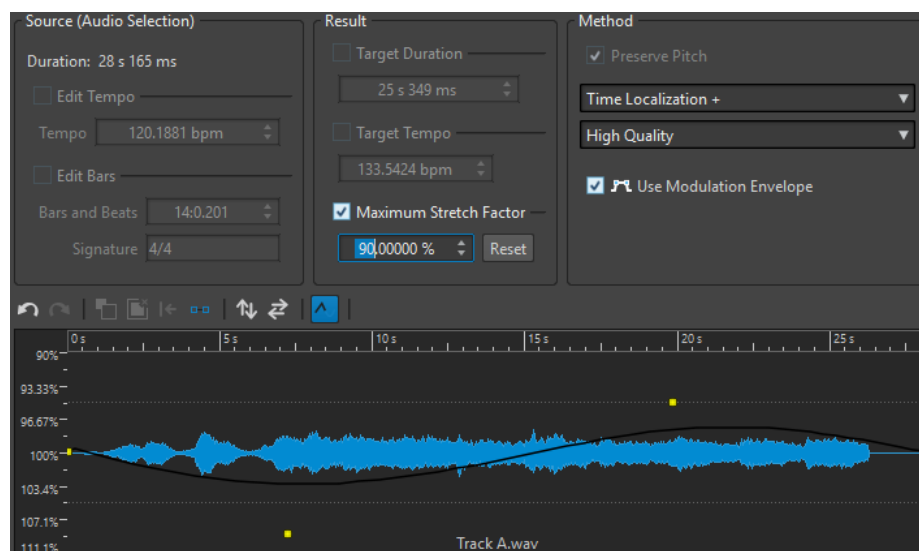 Source (Audio Selection)
Duration: 28 s 165 ms
Edit Tempo
Tempo 120.1881 bpm
Edit Bars
Bars and Beats 14:0.201
Signature 4/4
Result
Target Duration
25 s 349 ms
Target Tempo
133.5424 bpm
Maximum Stretch Factor
90.00000 % Reset
Method
Preserve Pitch
Time Localization +
High Quality
Use Modulation Envelope
0 s 5 s 10 s 15 s 20 s 25 s
90%
93.33%
96.67%
100%
103.4%
107.1%
111.1%
Track A.wav